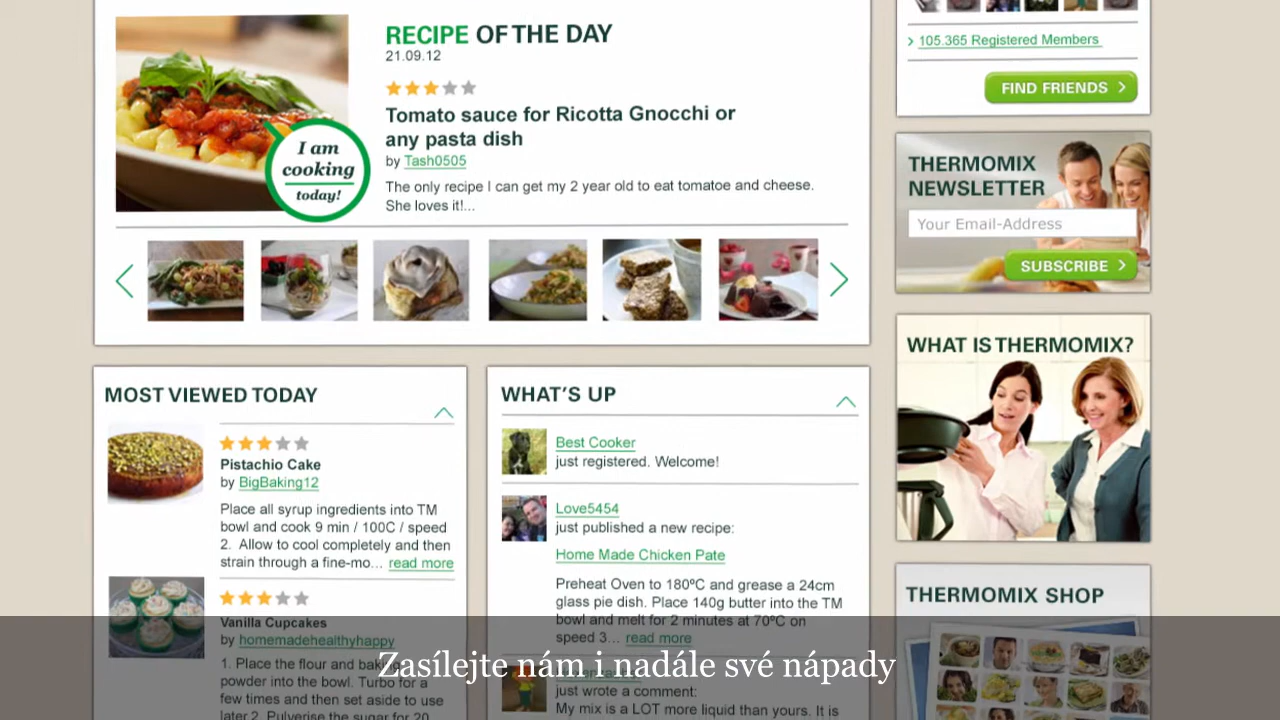 RECIPE OF THE DAY
21.09.12
Tomato sauce for Ricotta Gnocchi or
any pasta dish
by Tash0505
The only recipe I can get my 2 year old to eat tomatoe and cheese.
She loves it!...
I am
cooking
today!
105.365 Registered Members
FIND FRIENDS
THERMOMIX
NEWSLETTER
Your Email-Address
SUBSCRIBE
WHAT IS THERMOMIX?
THERMOMIX SHOP
MOST VIEWED TODAY
Pistachio Cake
by BigBaking12
Place all syrup ingredients into TM
bowl and cook 9 min / 100C / speed
2. Allow to cool completely and then
strain through a fine-mo... read more
Vanilla Cupcakes
by homemadehealthyhappy
1. Place the flour and baking
powder into the bowl. Turbo for a
few times and then set aside to use
later 2. Pulverise the sugar for 20
WHAT'S UP
Best Cooker
just registered. Welcome!
Love5454
just published a new recipe:
Home Made Chicken Pate
Preheat Oven to 180ºC and grease a 24cm
glass pie dish. Place 140g butter into the TM
bowl and melt for 2 minutes at 70ºC on
speed 3... read more
just wrote a comment:
My mix is a LOT more liquid than yours. It is
Zasílejte nám i nadále své nápady